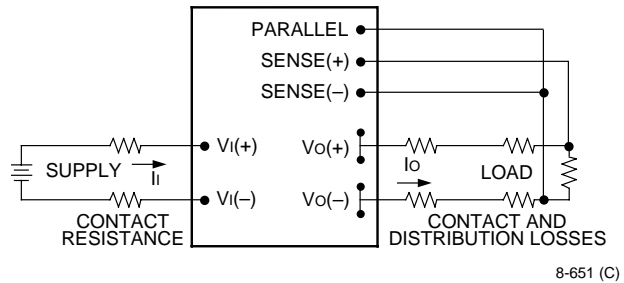 PARALLEL
SENSE(+)
SENSE(–)
VI(+)
VO(+)
IO
SUPPLY
II
LOAD
VI(–)
VO(–)
CONTACT
RESISTANCE
CONTACT AND
DISTRIBUTION LOSSES
8-651 (C)